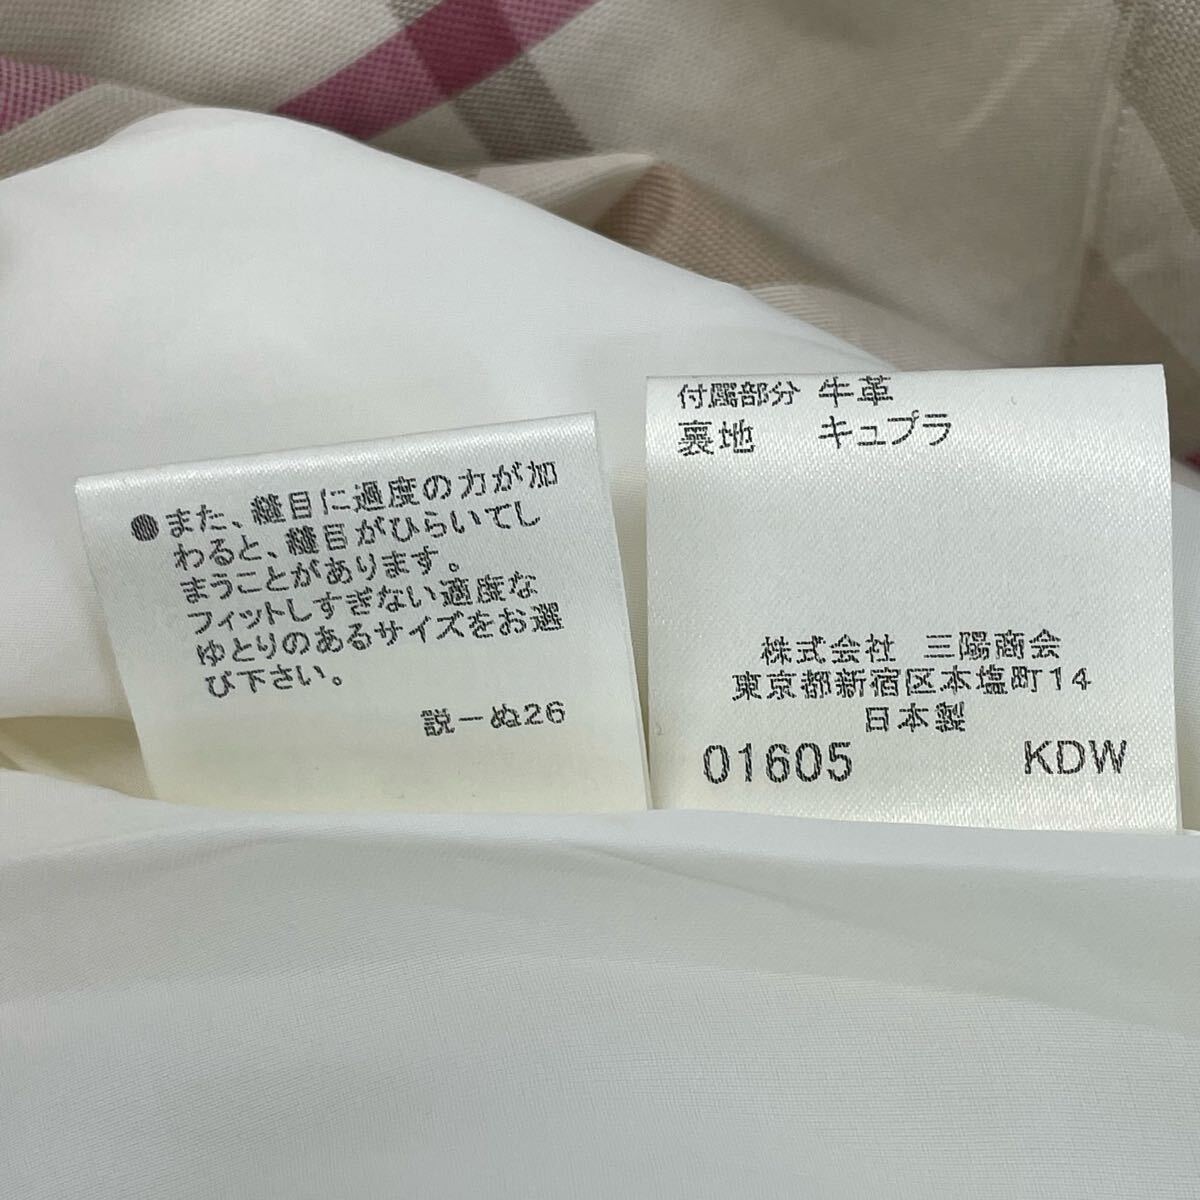 ●また、縫目に過度の力が加
わると、縫目がひらいてし
まうことがあります。
フィットしすぎない適度な
ゆとりのあるサイズをお選
び下さい。
説ーぬ26
付属部分 牛革
裏地 キュプラ
株式会社 三陽商会
東京都新宿区本塩町14
日本製
01605 KDW